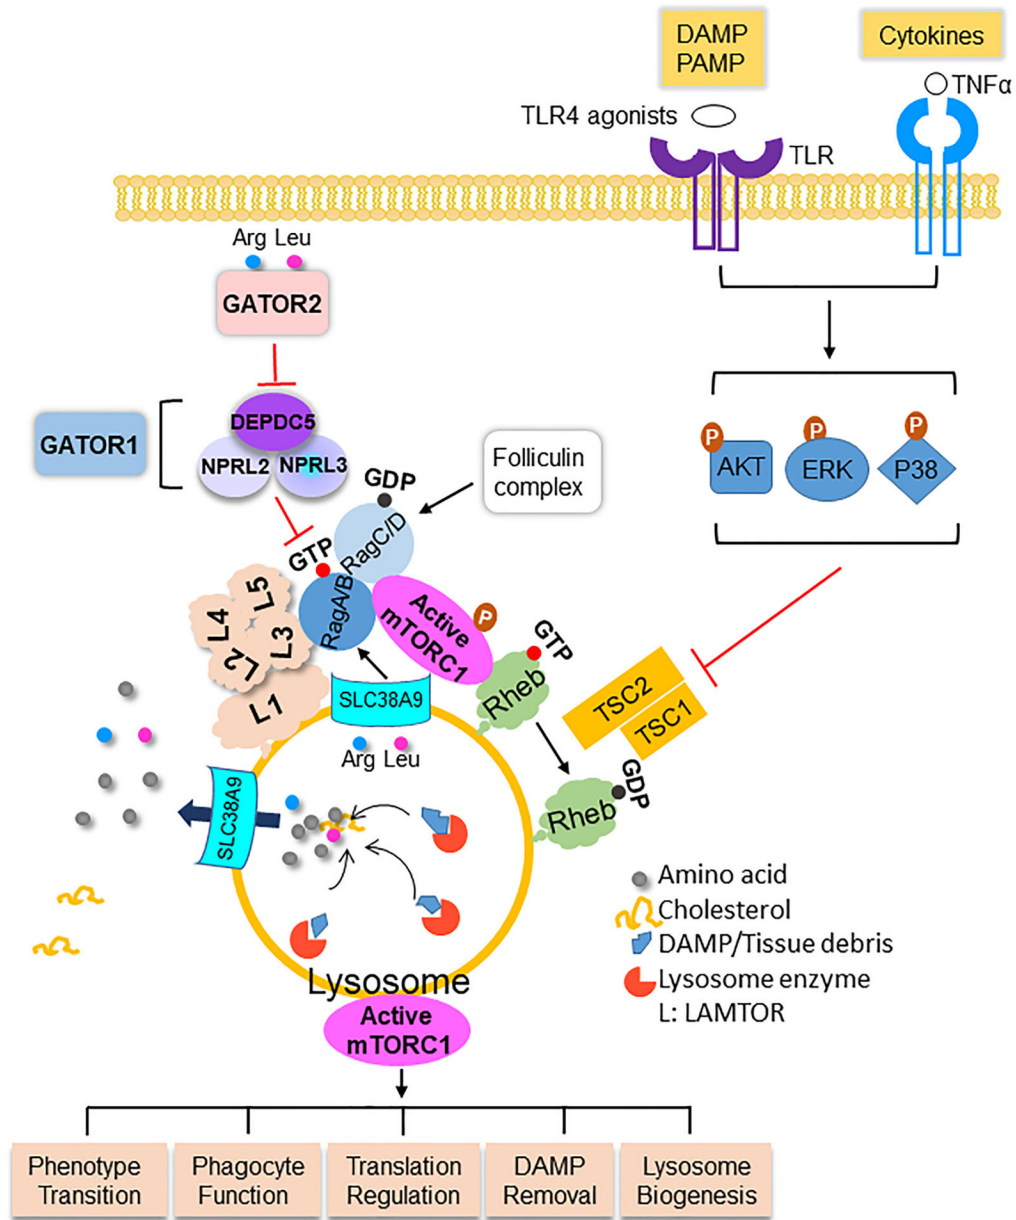 DAMP
PAMP
Cytokines
TNFα
TLR4 agonists
TLR
Arg Leu
GATOR2
GATOR1
DEPDC5
NPRL2
NPRL3
Folliculin
complex
GDP
RagC/D
GTP
RagA/B
P
AKT
P
ERK
P
P38
L5
L4
L3
L2
L1
Active
mTORC1
P
GTP
Rheb
SLC38A9
Arg Leu
TSC2
TSC1
GDP
Rheb
SLC38A9
Amino acid
Cholesterol
DAMP/Tissue debris
Lysosome enzyme
L: LAMTOR
Lysosome
Active
mTORC1
Phenotype
Transition
Phagocyte
Function
Translation
Regulation
DAMP
Removal
Lysosome
Biogenesis